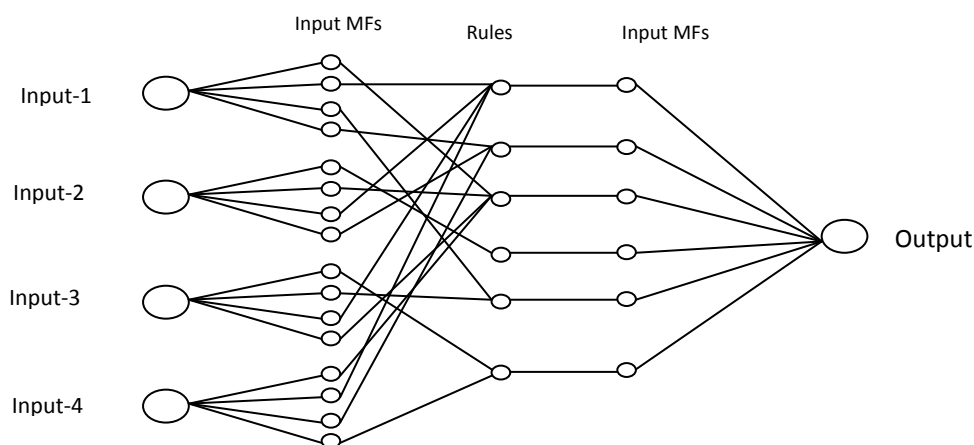 Input MFs
Rules
Input MFs
Input-1
Input-2
Input-3
Input-4
Output